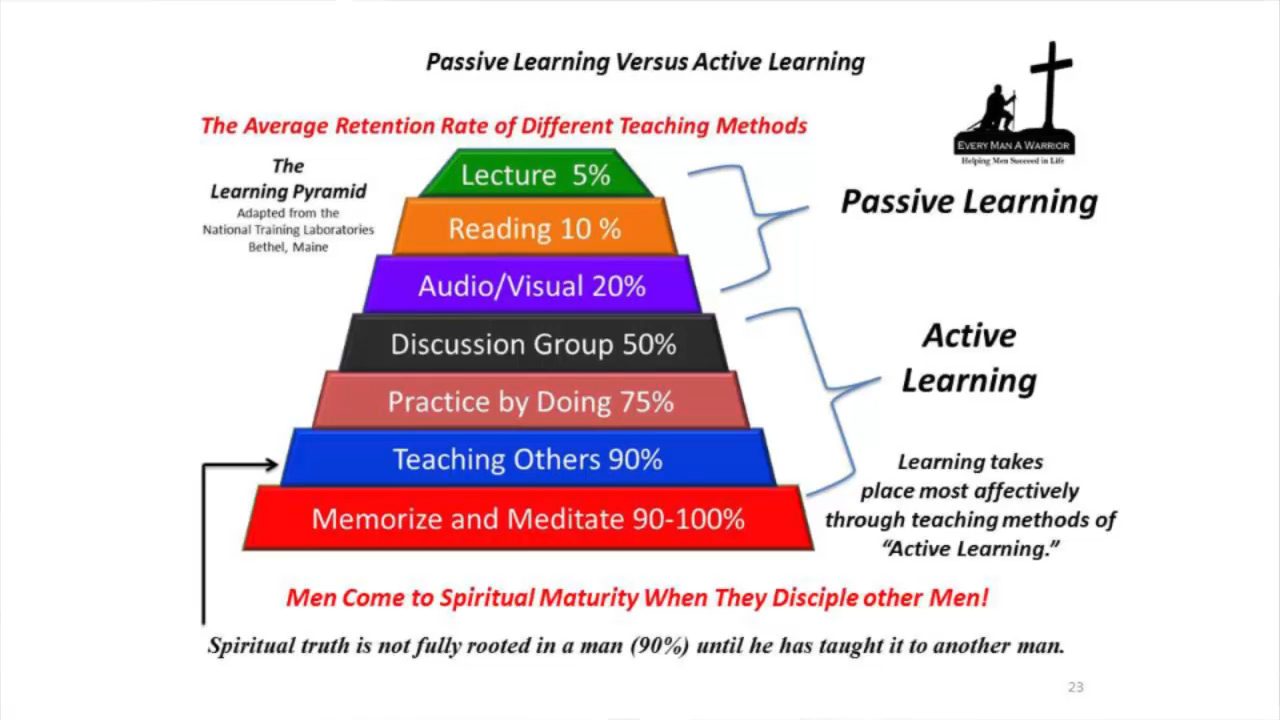 Passive Learning Versus Active Learning
The Average Retention Rate of Different Teaching Methods
EVERY MAN A WARRIOR
Helping Men Succeed in Life
The
Learning Pyramid
Adapted from the
National Training Laboratories
Bethel, Maine
Lecture 5%
Reading 10 %
Audio/Visual 20%
Discussion Group 50%
Practice by Doing 75%
Teaching Others 90%
Memorize and Meditate 90-100%
Passive Learning
Active
Learning
Learning takes
place most affectively
through teaching methods of
“Active Learning.”
Men Come to Spiritual Maturity When They Disciple other Men!
Spiritual truth is not fully rooted in a man (90%) until he has taught it to another man.
23